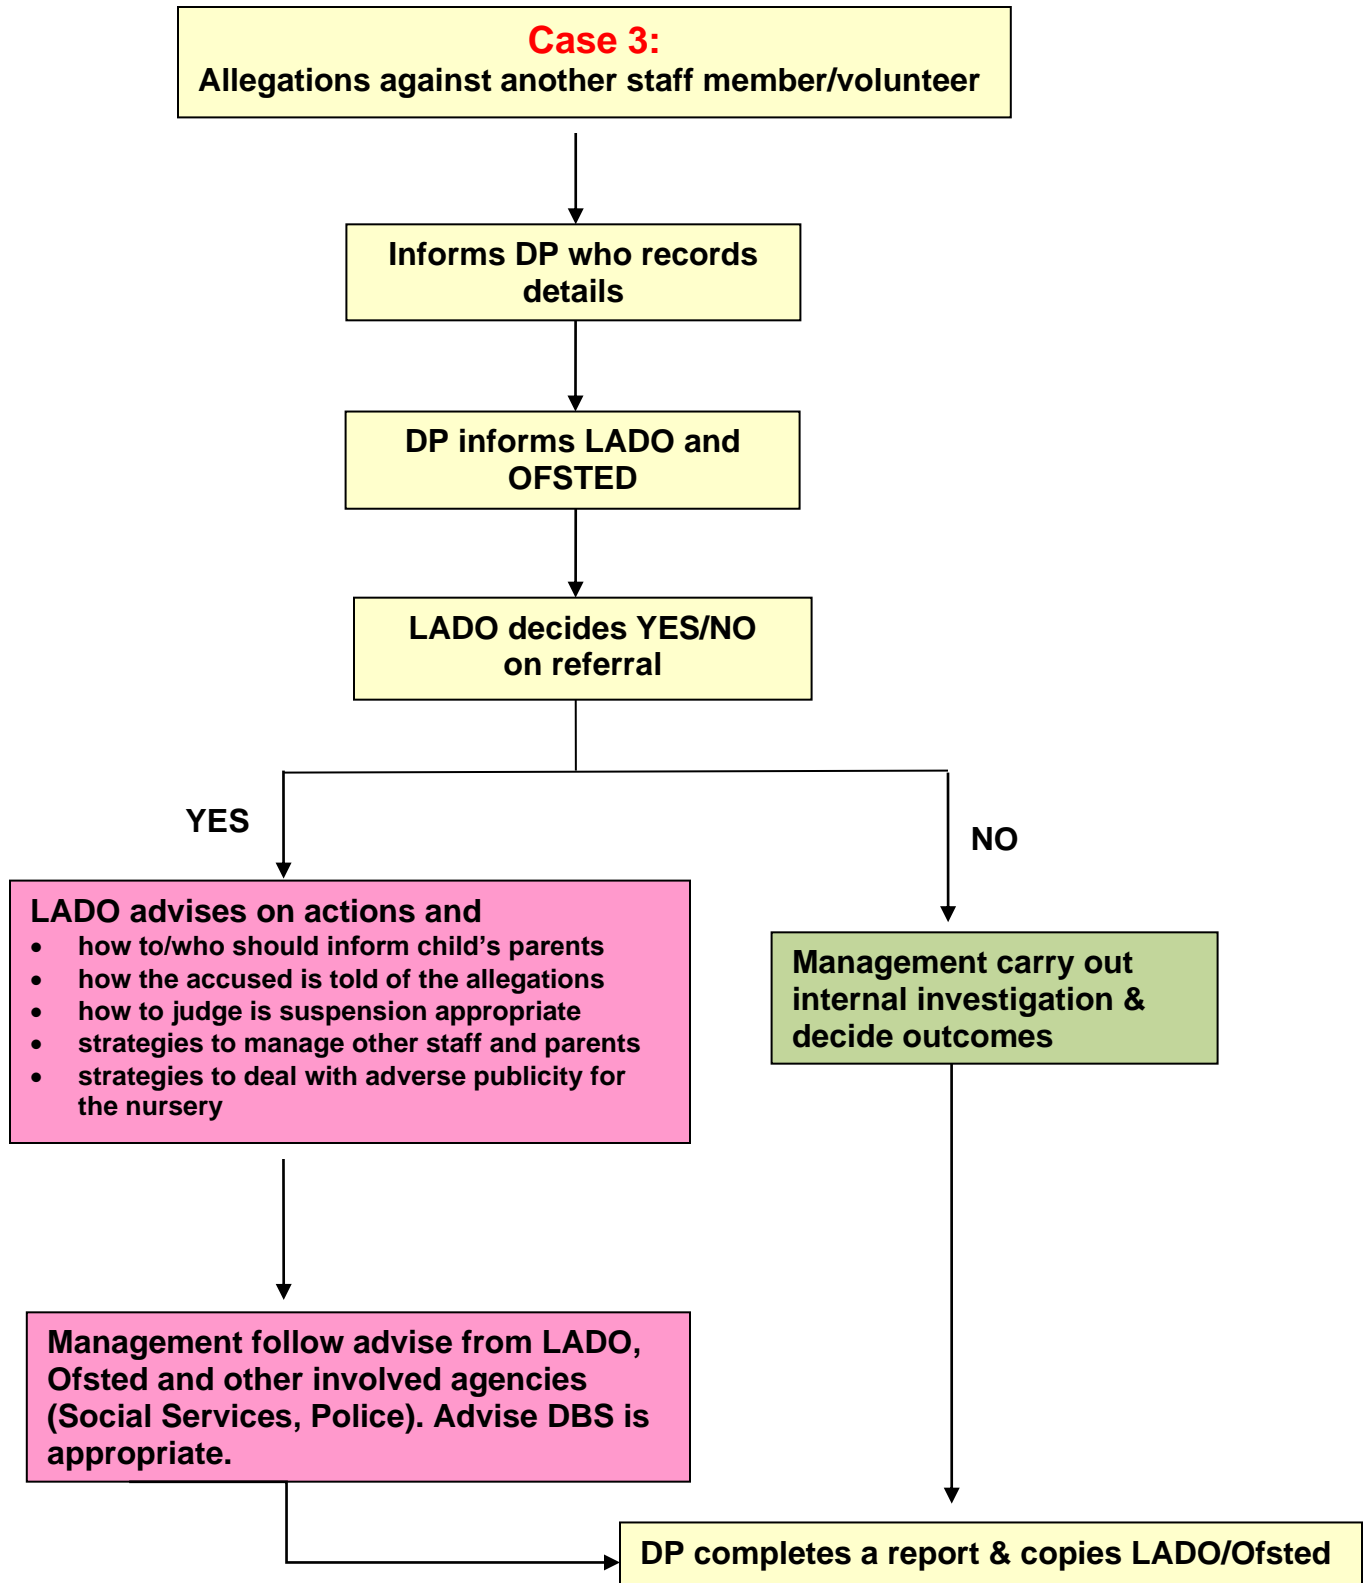 Case 3:
Allegations against another staff member/volunteer
Informs DP who records
details
DP informs LADO and
OFSTED
LADO decides YES/NO
on referral
YES
NO
LADO advises on actions and
• how to/who should inform child's parents
• how the accused is told of the allegations
• how to judge is suspension appropriate
• strategies to manage other staff and parents
• strategies to deal with adverse publicity for
the nursery
Management carry out
internal investigation &
decide outcomes
Management follow advise from LADO,
Ofsted and other involved agencies
(Social Services, Police). Advise DBS is
appropriate.
DP completes a report & copies LADO/Ofsted